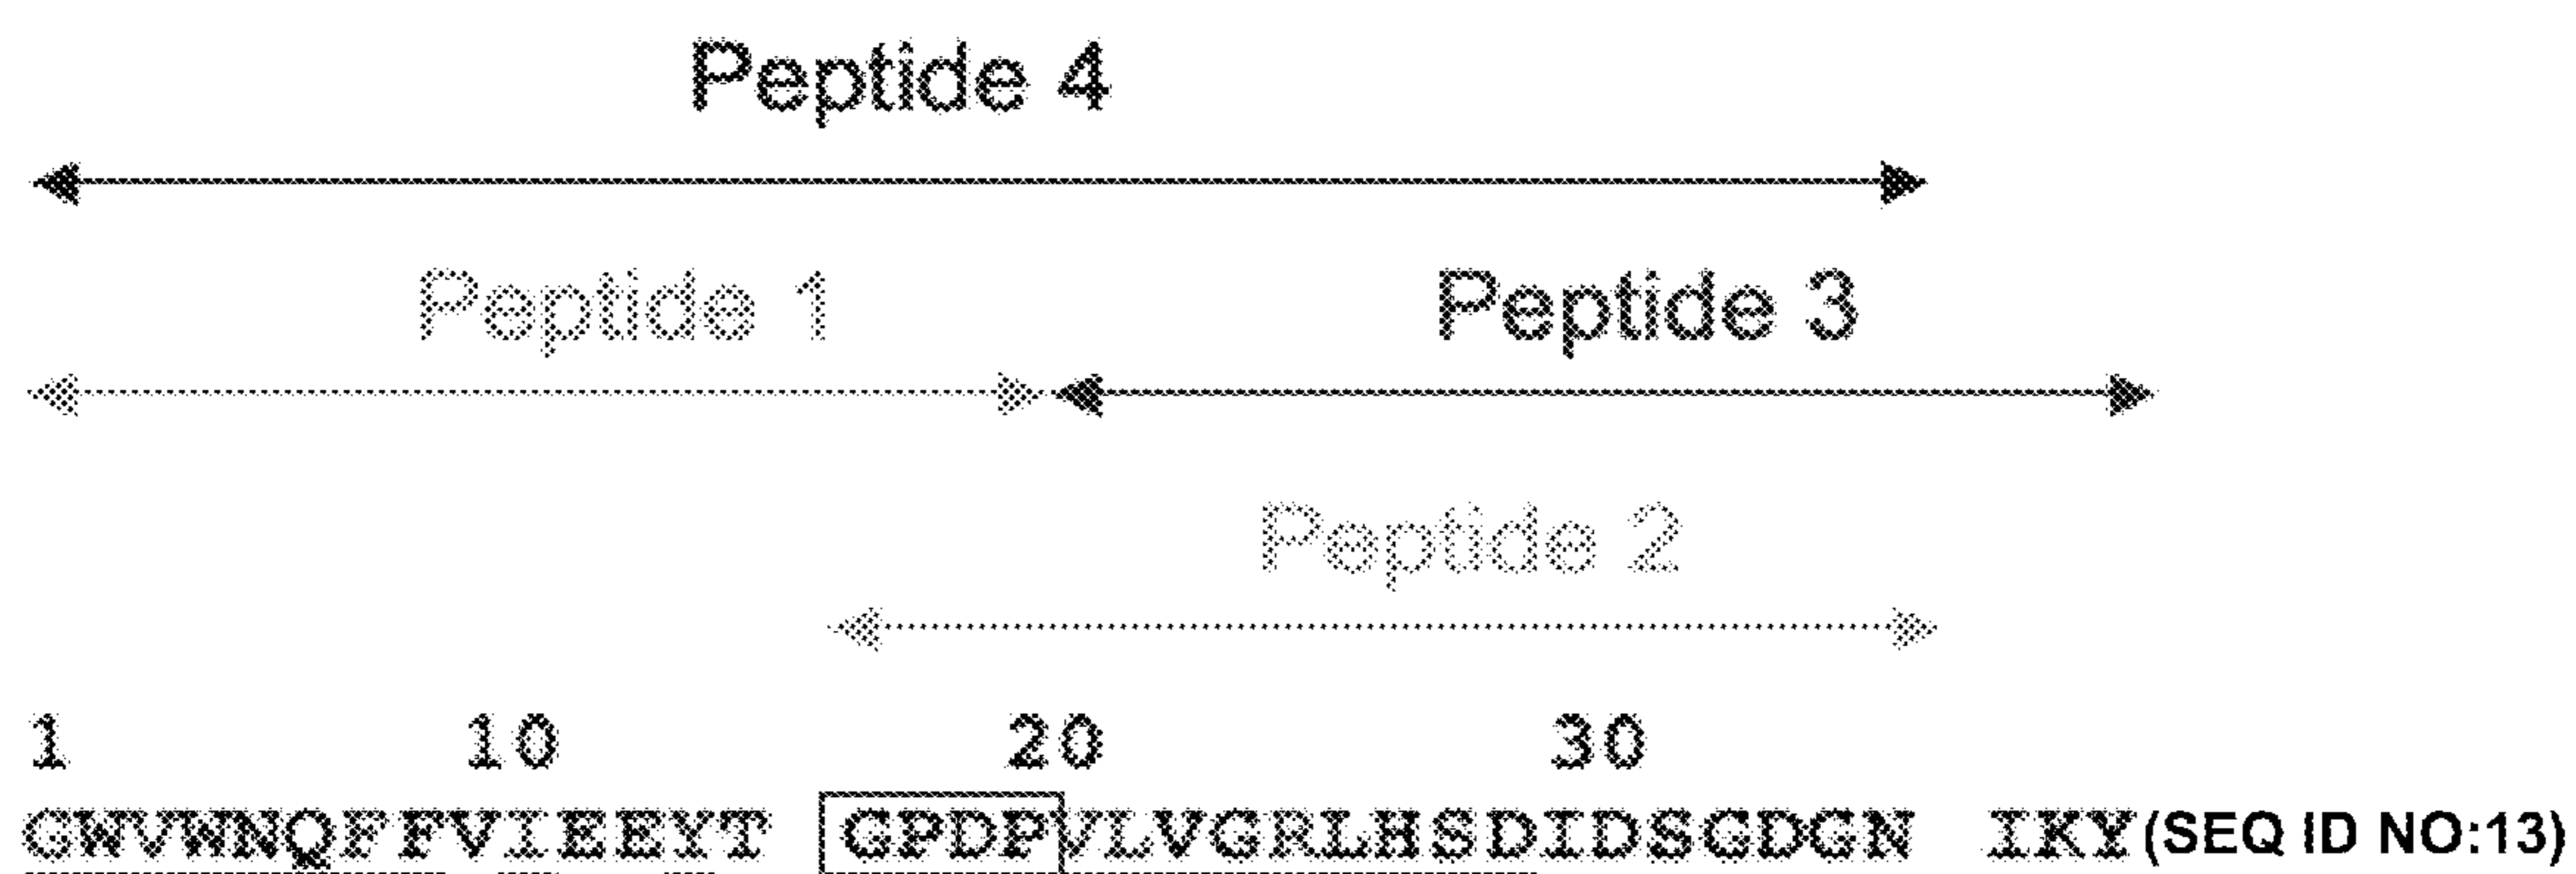 Peptide 4
Peptide 1 Peptide 3
Peptide 2
1 10 20 30
GWVWNQFFVIEEYT GPDPVLVGRLHSDIDSGDGN IKY(SEQ ID NO:13)